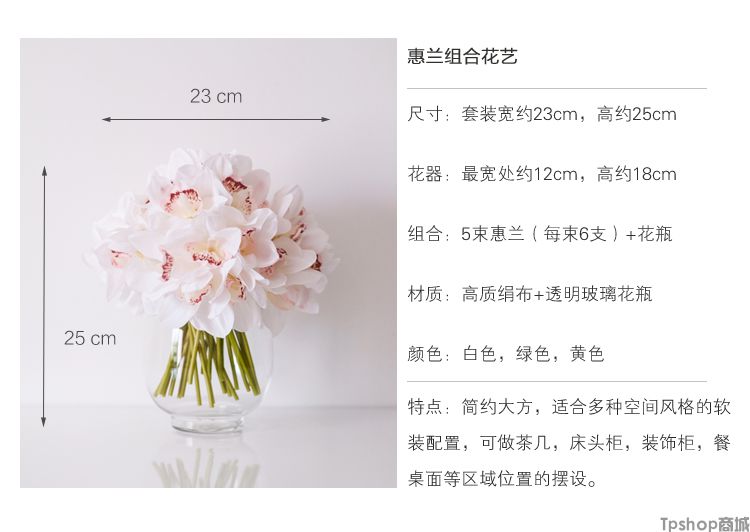 惠兰组合花艺
23 cm
尺寸：套装宽约23cm，高约25cm
花器：最宽处约12cm，高约18cm
组合：5束惠兰（每束6支）+花瓶
材质：高质绢布+透明玻璃花瓶
25 cm
颜色：白色，绿色，黄色
特点：简约大方，适合多种空间风格的软
装配置，可做茶几，床头柜，装饰柜，餐
桌面等区域位置的摆设。
Tpshop商城